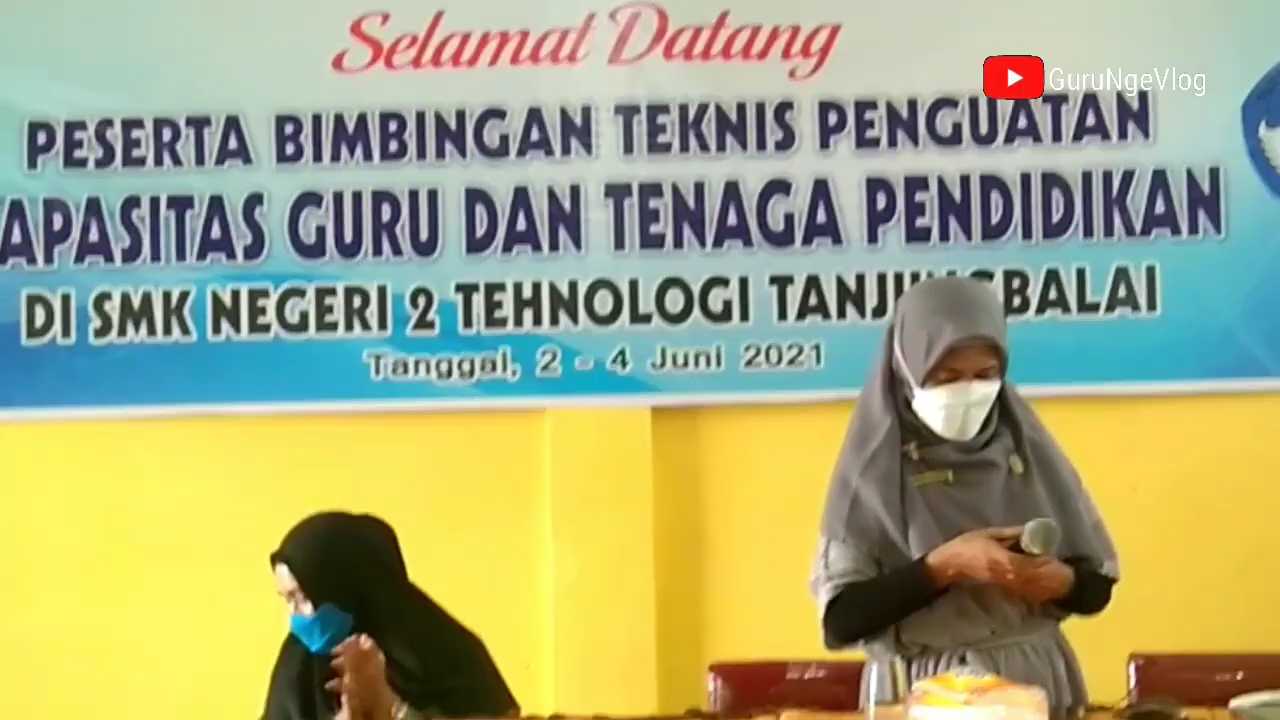 Selamat Datang
GuruNgeVlog
PESERTA BIMBINGAN TEKNIS PENGUATAN
APASITAS GURU DAN TENAGA PENDIDIKAN
DI SMK NEGERI 2 TEHNOLOGI TANJUNGBALAI
Tanggal, 2 - 4 Juni 2021